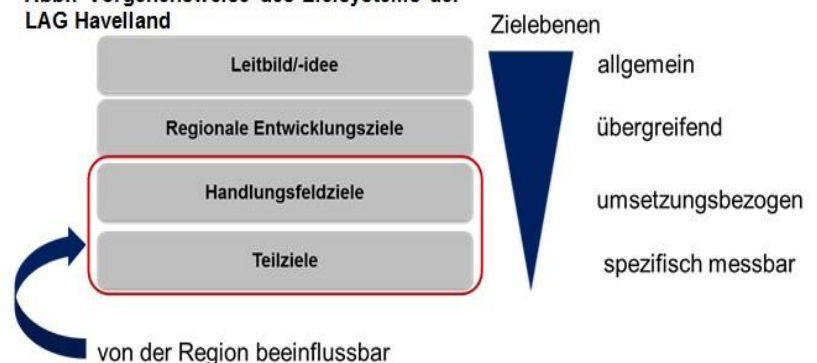 LAG Havelland
Zielebenen
Leitbild/-idee
allgemein
Regionale Entwicklungsziele
übergreifend
Handlungsfeldziele
umsetzungsbezogen
Teilziele
spezifisch messbar
von der Region beeinflussbar